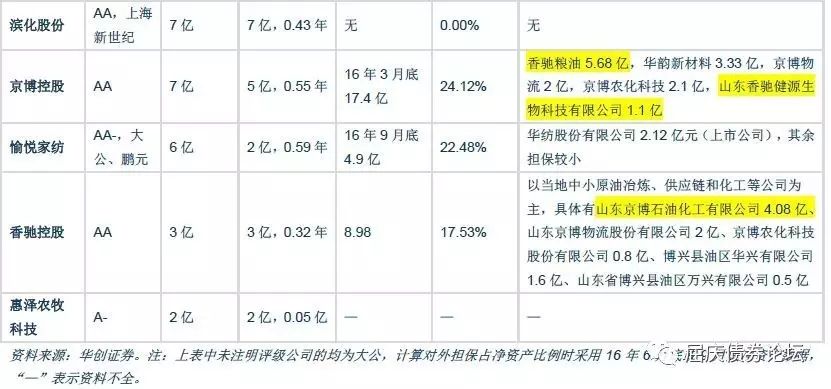 滨化股份 AA，上海新世纪 7 亿 7 亿，0.43 年 无 0.00% 无
京博控股 AA 7 亿 5 亿，0.55 年 16 年 3 月底 17.4 亿 24.12% 香驰粮油 5.68 亿，华韵新材料 3.33 亿，京博物流 2 亿，京博农化科技 2.1 亿，山东香驰健源生物科技有限公司 1.1 亿
愉悦家纺 AA-，大公、鹏元 6 亿 2 亿，0.59 年 16 年 9 月底 4.9 亿 22.48% 华纺股份有限公司 2.12 亿元（上市公司），其余担保较小
香驰控股 AA 3 亿 3 亿，0.32 年 8.98 17.53% 以当地中小原油冶炼、供应链和化工等公司为主，具体有山东京博石油化工有限公司 4.08 亿、山东京博物流股份有限公司 2 亿、京博农化科技股份有限公司 0.8 亿、博兴县油区华兴有限公司 1.6 亿、山东省博兴县油区万兴有限公司 0.5 亿
惠泽农牧科技 A- 2 亿 2 亿，0.05 亿 — — —
资料来源：华创证券。注：上表中未注明评级公司的均为大公，计算对外担保占净资产比例时采用 16 年 6
“—”表示资料不全。
屈庆债券论坛